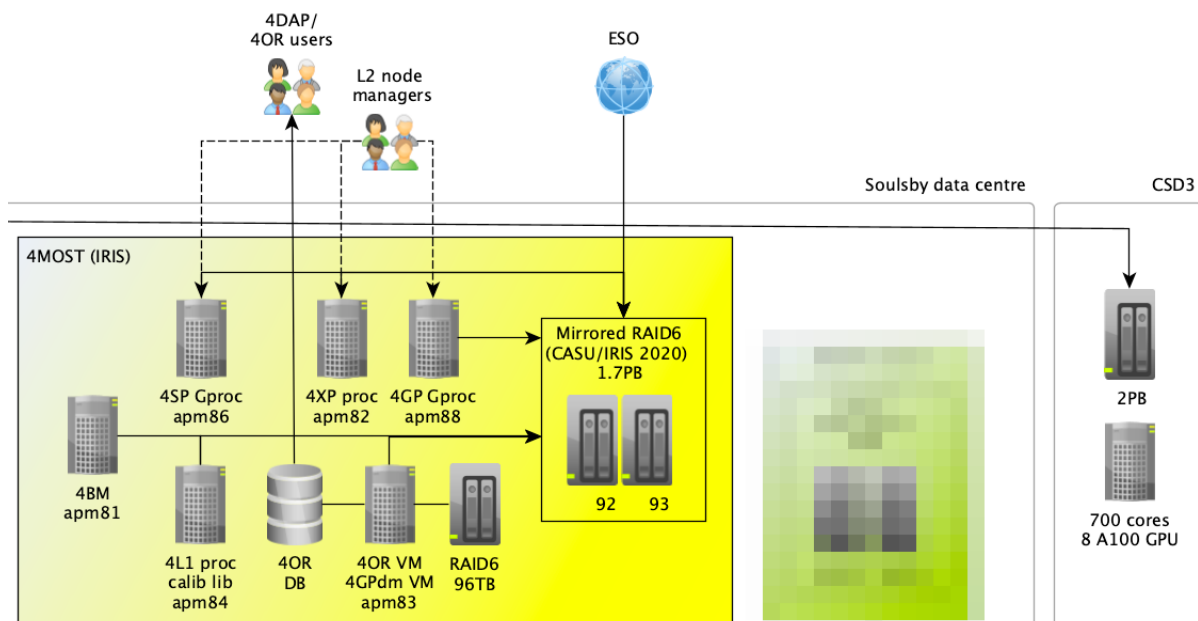 4DAP/
4OR users
ESO
L2 node
managers
Soulsby data centre
CSD3
4MOST (IRIS)
Mirrored RAID6
(CASU/IRIS 2020)
1.7PB
4SP Gproc
apm86
4XP proc
apm82
4GP Gproc
apm88
2PB
4BM
apm81
92
93
4L1 proc
calib lib
apm84
4OR
DB
4OR VM
4GPdm VM
apm83
RAID6
96TB
700 cores
8 A100 GPU